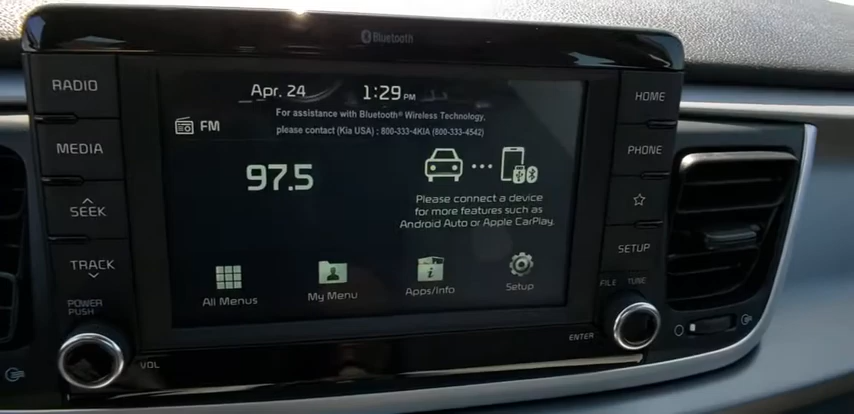 Bluetooth
RADIO
MEDIA
SEEK
TRACK
POWER
PUSH
VOL
Apr. 24
1:29 PM
For assistance with Bluetooth® Wireless Technology,
please contact (Kia USA) : 800-333-4KIA (800-333-4542)
FM
97.5
Please connect a device
for more features such as
Android Auto or Apple CarPlay.
All Menus
My Menu
Apps/Info
Setup
HOME
PHONE
SETUP
FILE TUNE
ENTER